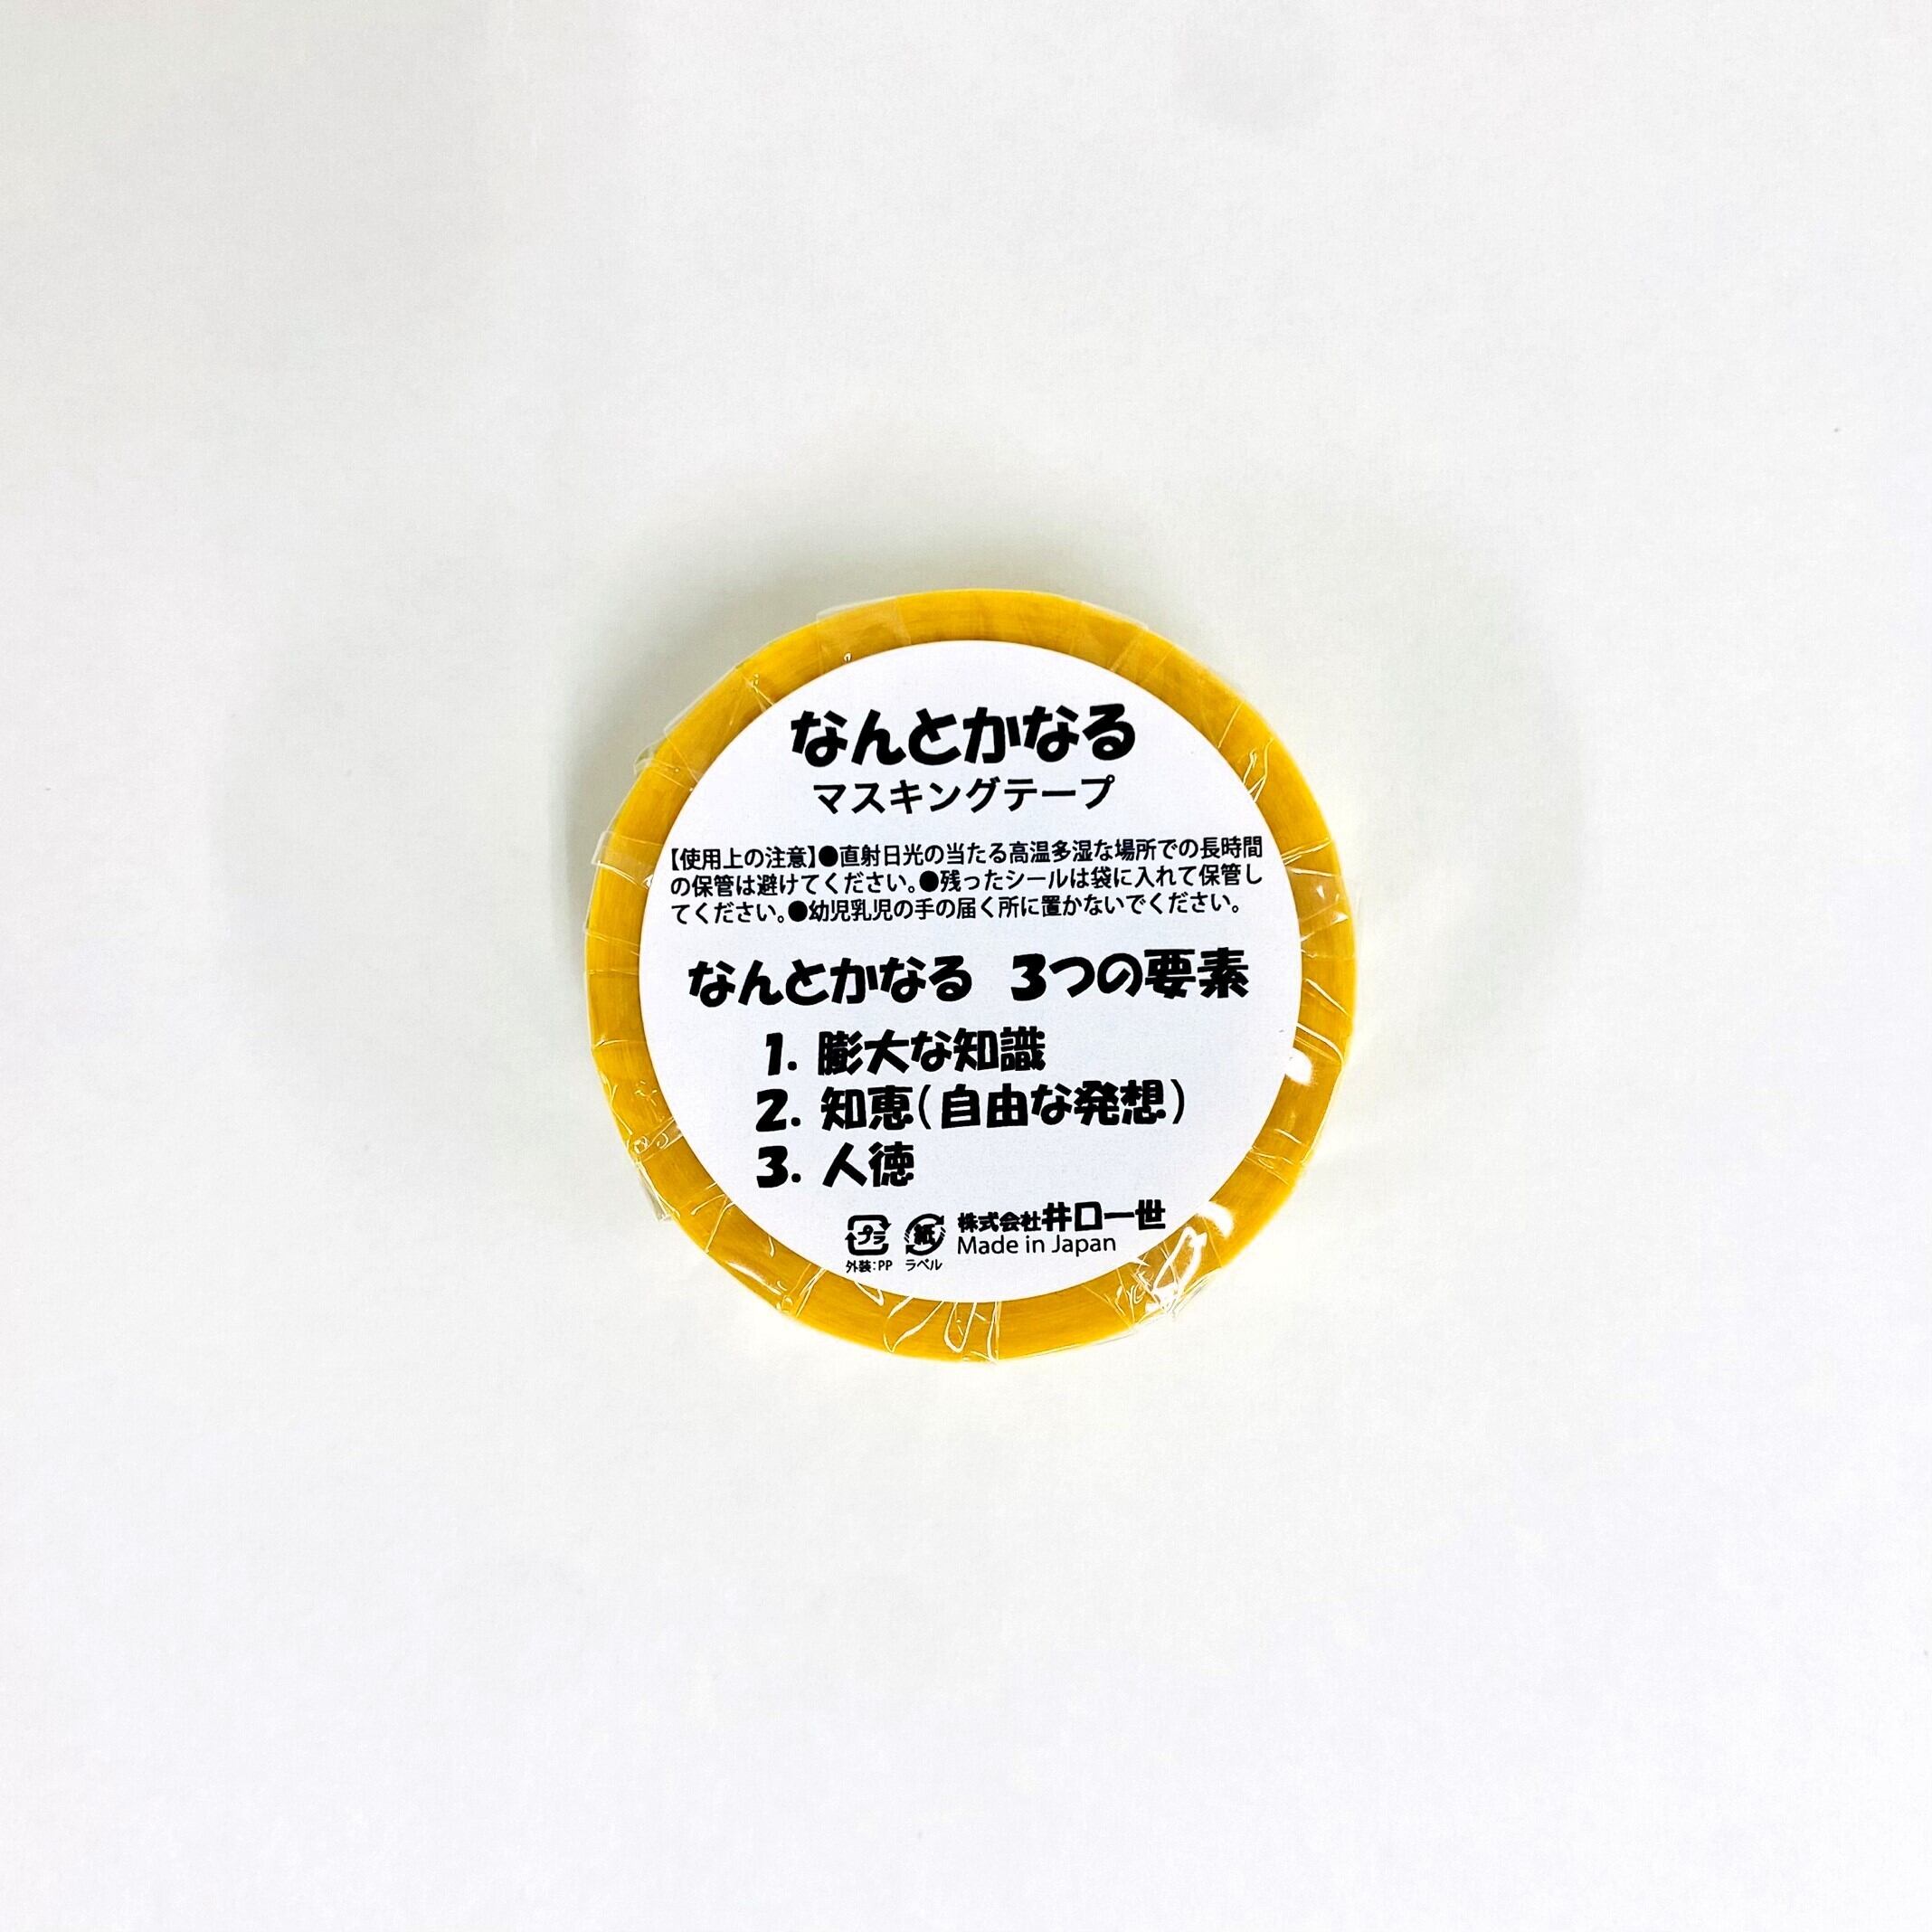 なんとかなる
マスキングテープ
【使用上の注意】●直射日光の当たる高温多湿な場所での長時間
の保管は避けてください。●残ったシールは袋に入れて保管し
てください。●幼児乳児の手の届く所に置かないでください。
なんとかなる 3つの要素
1. 膨大な知識
2. 知恵(自由な発想)
3. 人徳
プラ 紙 株式会社井口一世
Made in Japan
外装:PP ラベル